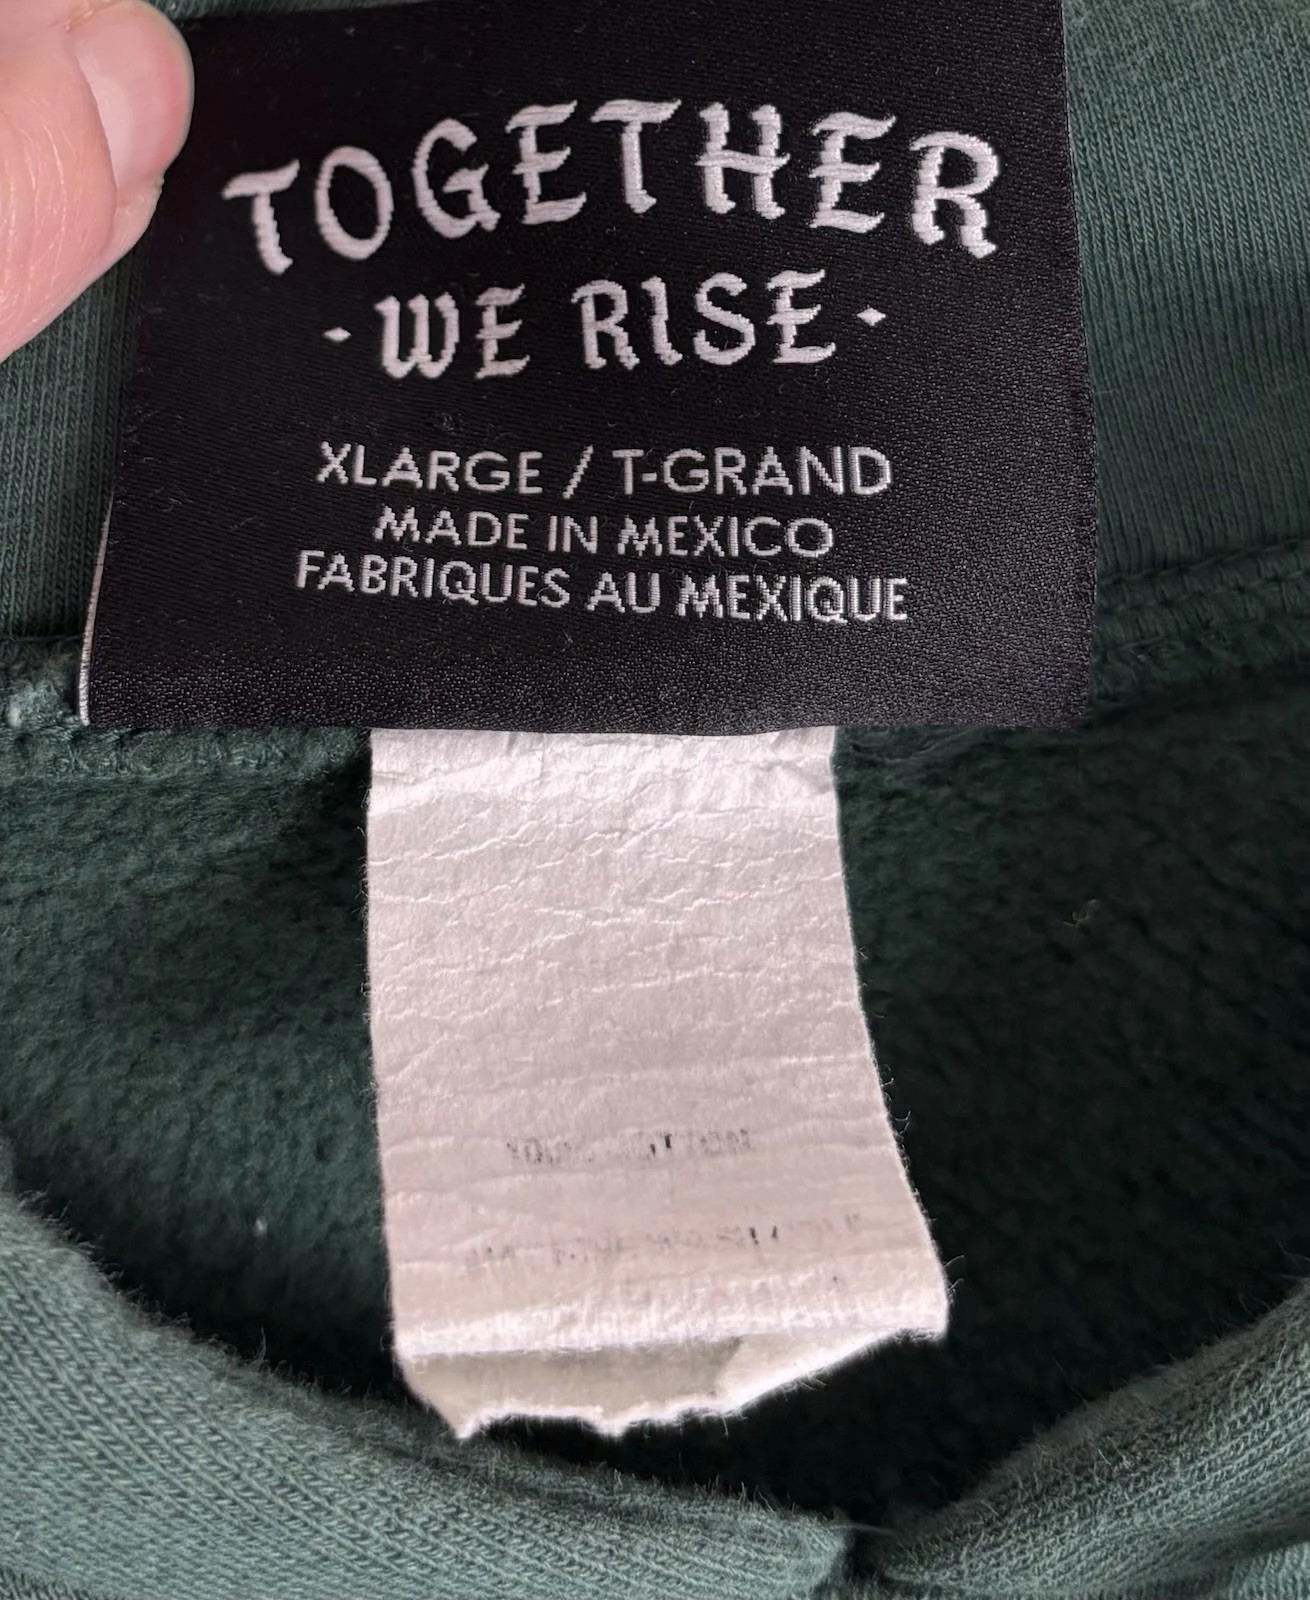 TOGETHER
· WE RISE ·
XLARGE / T-GRAND
MADE IN MEXICO
FABRIQUES AU MEXIQUE